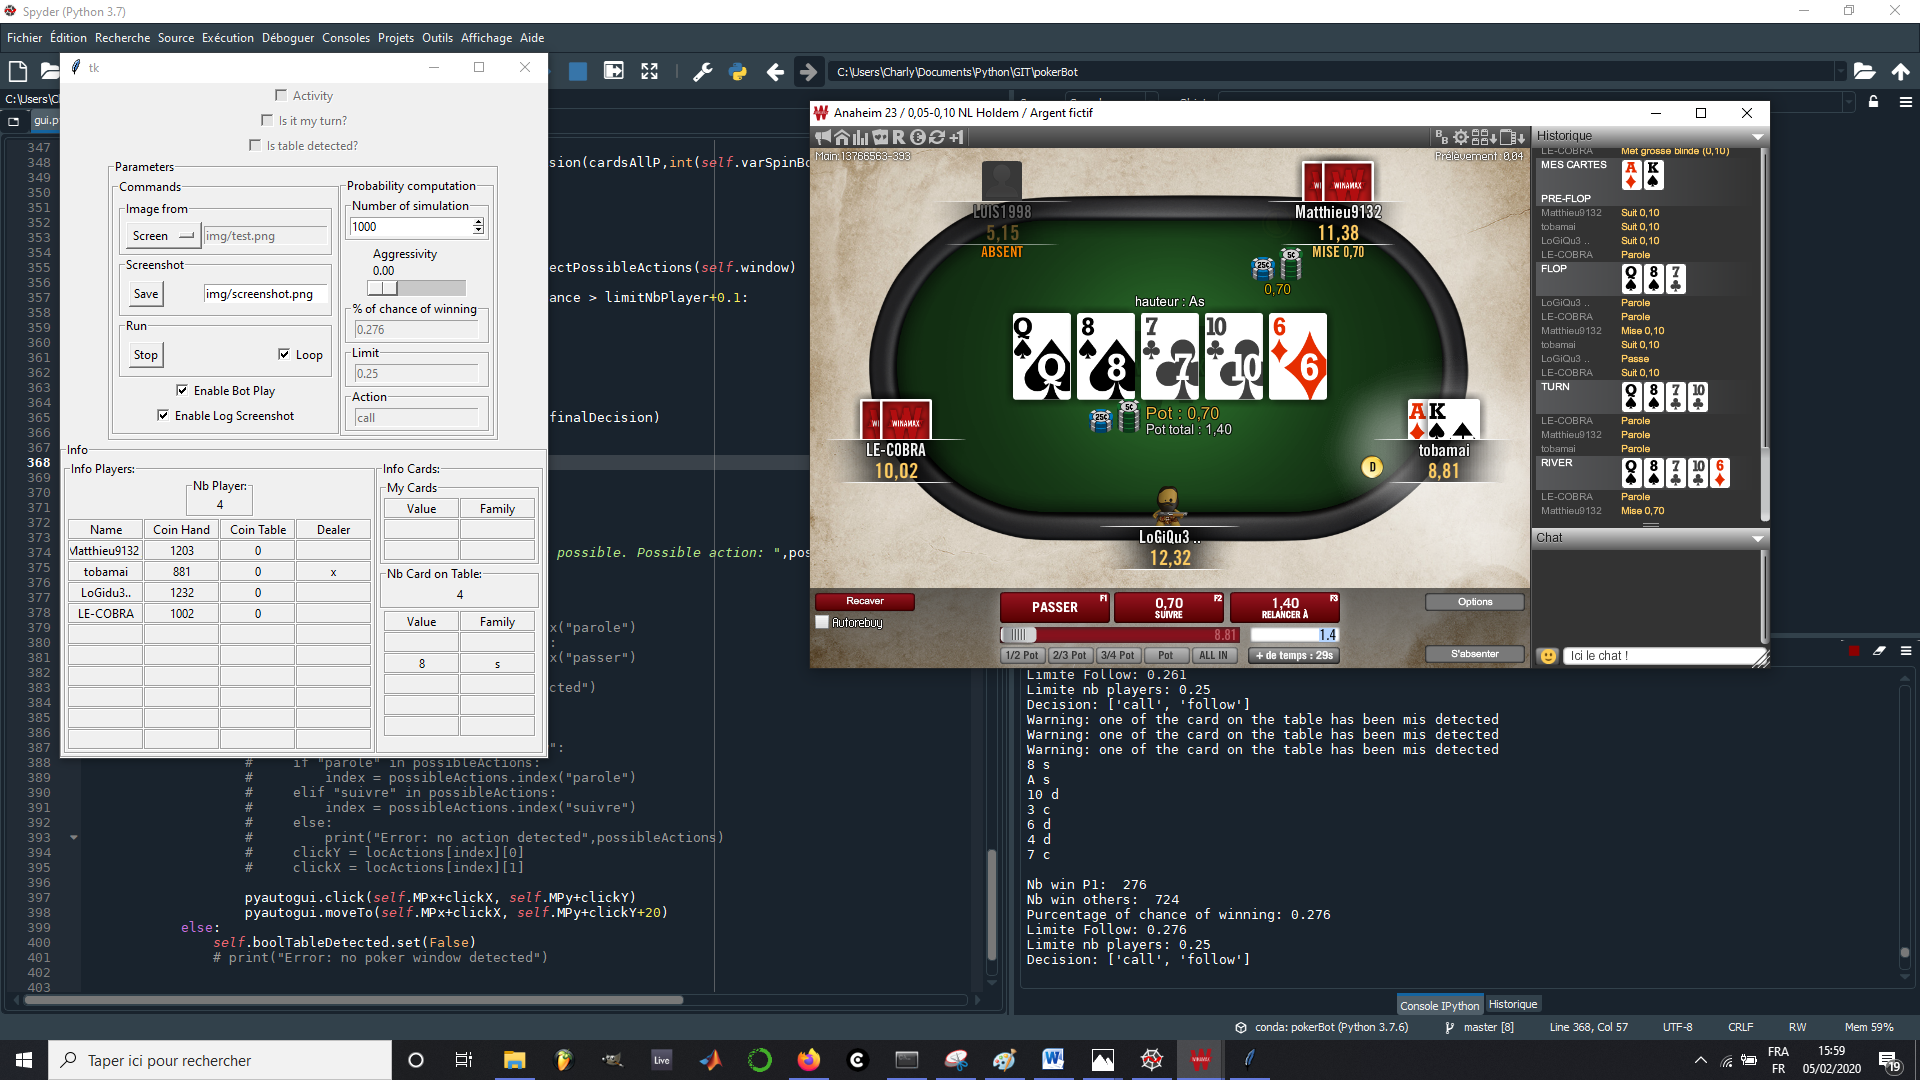 Spyder (Python 3.7)
Fichier Édition Recherche Source Exécution Déboguer Consoles Projets Outils Affichage Aide
C:\Users\Charly\Documents\Python\GIT\pokerBot
tk
Activity
Is it my turn?
Is table detected?
Parameters
Commands
Image from
Screen
img/test.png
Screenshot
Save
img/screenshot.png
Run
Stop
Loop
Enable Bot Play
Enable Log Screenshot
Probability computation
Number of simulation
1000
Aggressivity
0.00
% of chance of winning
0.276
Limit
0.25
Action
call
Info
Info Players:
Nb Player:
4
Name Coin Hand Coin Table Dealer
Matthieu9132 1203 0
tobamai 881 0 x
LoGidu3.. 1232 0
LE-COBRA 1002 0
Info Cards:
My Cards
Value Family
Nb Card on Table:
4
Value Family
8 s
347
348
349
350
351
352
353
354
355
356
357
358
359
360
361
362
363
364
365
366
367
368
369
370
371
372
373
374
375
376
377
378
379
380
381
382
383
384
385
386
387
388 # if "parole" in possibleActions:
389 # index = possibleActions.index("parole")
390 # elif "suivre" in possibleActions:
391 # index = possibleActions.index("suivre")
392 # else:
393 # print("Error: no action detected",possibleActions)
394 # clickY = locActions[index][0]
395 # clickX = locActions[index][1]
396
397 pyautogui.click(self.MPx+clickX, self.MPy+clickY)
398 pyautogui.moveTo(self.MPx+clickX, self.MPy+clickY+20)
399 else:
400 self.boolTableDetected.set(False)
401 # print("Error: no poker window detected")
402
403
sion(cardsAllP,int(self.varSpinBo
ectPossibleActions(self.window)
ance > limitNbPlayer+0.1:
finalDecision)
possible. Possible action: ",pos
x("parole")
:
x("passer")
cted")
":
Anaheim 23 / 0,05-0,10 NL Holdem / Argent fictif
Main:13766563-393
Prélèvement:0,04
LUIS1998
5,15
ABSENT
WINAMAX
Matthieu9132
11,38
MISE 0,70
25¢ 5¢
0,70
hauteur : As
Q 8 7 10 6
25¢ 5¢
Pot : 0,70
Pot total : 1,40
WINAMAX
LE-COBRA
10,02
A K
tobamai
8,81
D
LoGiQu3 ..
12,32
Recaver
Autorebuy
PASSER F1
0,70 SUIVRE F2
1,40 RELANCER À F3
8.81
1.4
1/2 Pot 2/3 Pot 3/4 Pot Pot ALL IN
+ de temps : 29s
Options
S'absenter
Historique
LE-COBRA Met grosse blinde (0,10)
MES CARTES A K
PRE-FLOP
Matthieu9132 Suit 0,10
tobamai Suit 0,10
LoGiQu3 .. Suit 0,10
LE-COBRA Parole
FLOP Q 8 7
LoGiQu3 .. Parole
LE-COBRA Parole
Matthieu9132 Mise 0,10
tobamai Suit 0,10
LoGiQu3 .. Passe
LE-COBRA Suit 0,10
TURN Q 8 7 10
LE-COBRA Parole
Matthieu9132 Parole
tobamai Parole
RIVER Q 8 7 10 6
LE-COBRA Parole
Matthieu9132 Mise 0,70
Chat
Ici le chat !
Limite Follow: 0.261
Limite nb players: 0.25
Decision: ['call', 'follow']
Warning: one of the card on the table has been mis detected
Warning: one of the card on the table has been mis detected
Warning: one of the card on the table has been mis detected
8 s
A s
10 d
3 c
6 d
4 d
7 c
Nb win P1: 276
Nb win others: 724
Purcentage of chance of winning: 0.276
Limite Follow: 0.276
Limite nb players: 0.25
Decision: ['call', 'follow']
Console IPython Historique
conda: pokerBot (Python 3.7.6) master [8] Line 368, Col 57 UTF-8 CRLF RW Mem 59%
Taper ici pour rechercher
Live
FRA
FR
15:59
05/02/2020
19